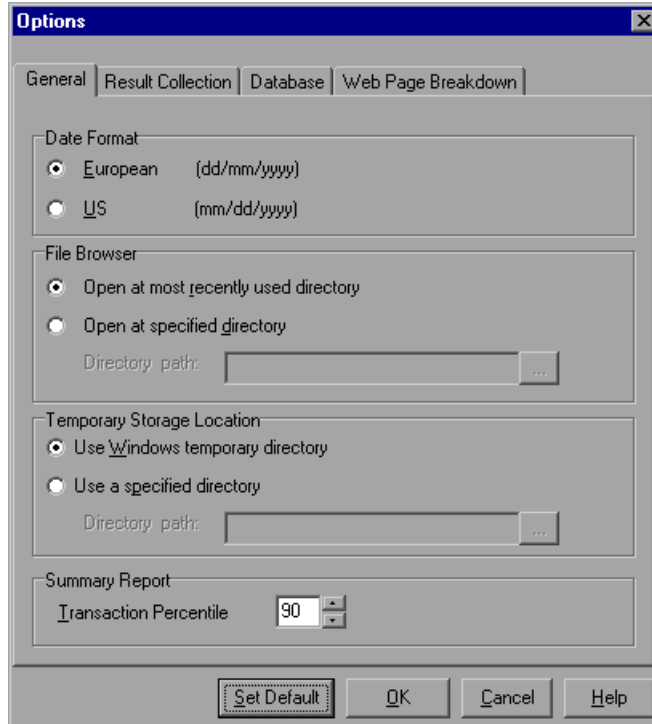 Options
General Result Collection Database Web Page Breakdown
Date Format
European (dd/mm/yyyy)
US (mm/dd/yyyy)
File Browser
Open at most recently used directory
Open at specified directory
Directory path:
...
Temporary Storage Location
Use Windows temporary directory
Use a specified directory
Directory path:
...
Summary Report
Transaction Percentile 90
Set Default OK Cancel Help